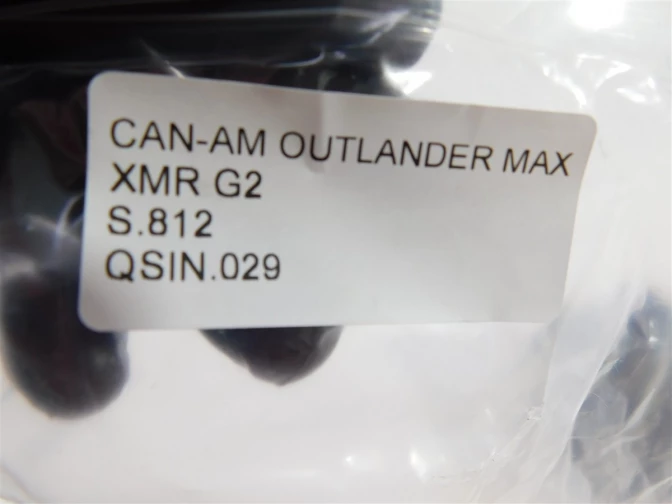 CAN-AM OUTLANDER MAX
XMR G2
S.812
QSIN.029